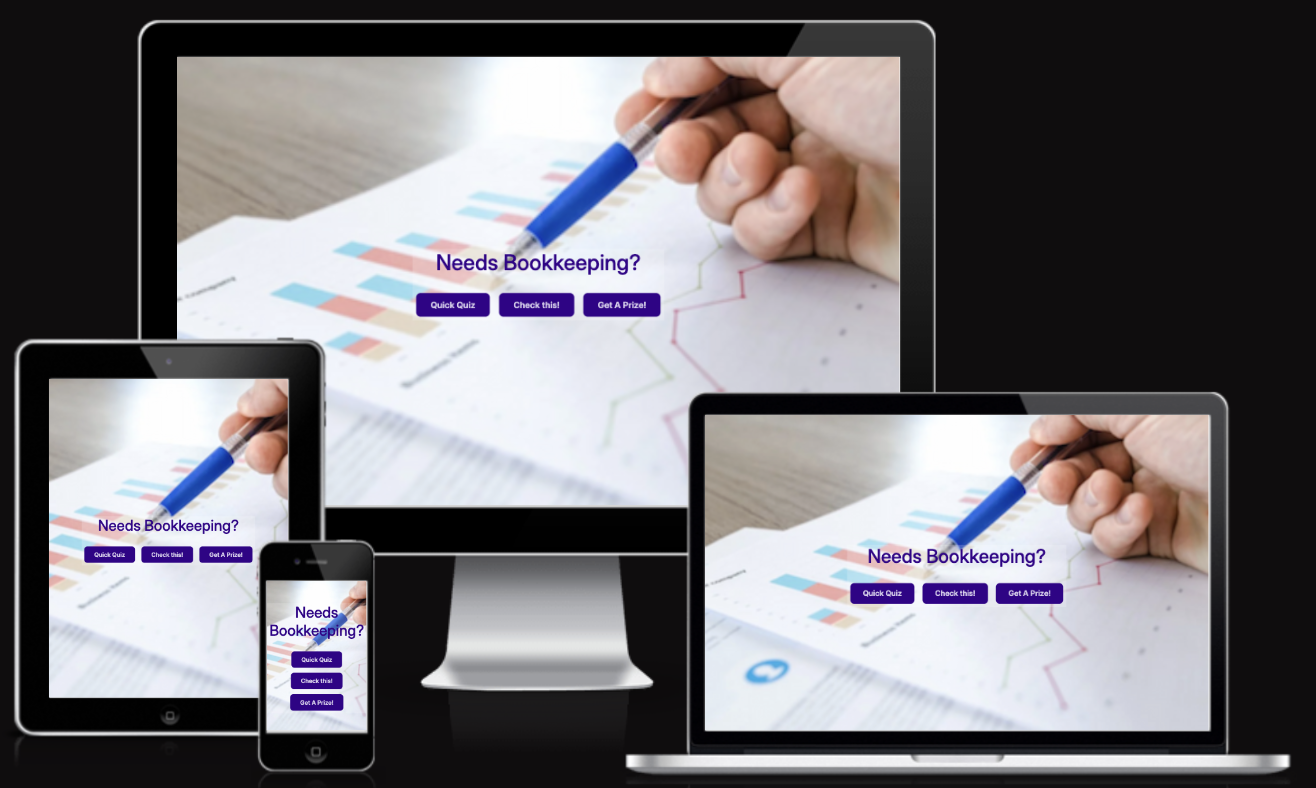 Needs Bookkeeping?
Quick Quiz Check this! Get A Prize!
Needs Bookkeeping?
Quick Quiz Check this! Get A Prize!
Needs
Bookkeeping?
Quick Quiz
Check this!
Get A Prize!
Needs Bookkeeping?
Quick Quiz Check this! Get A Prize!